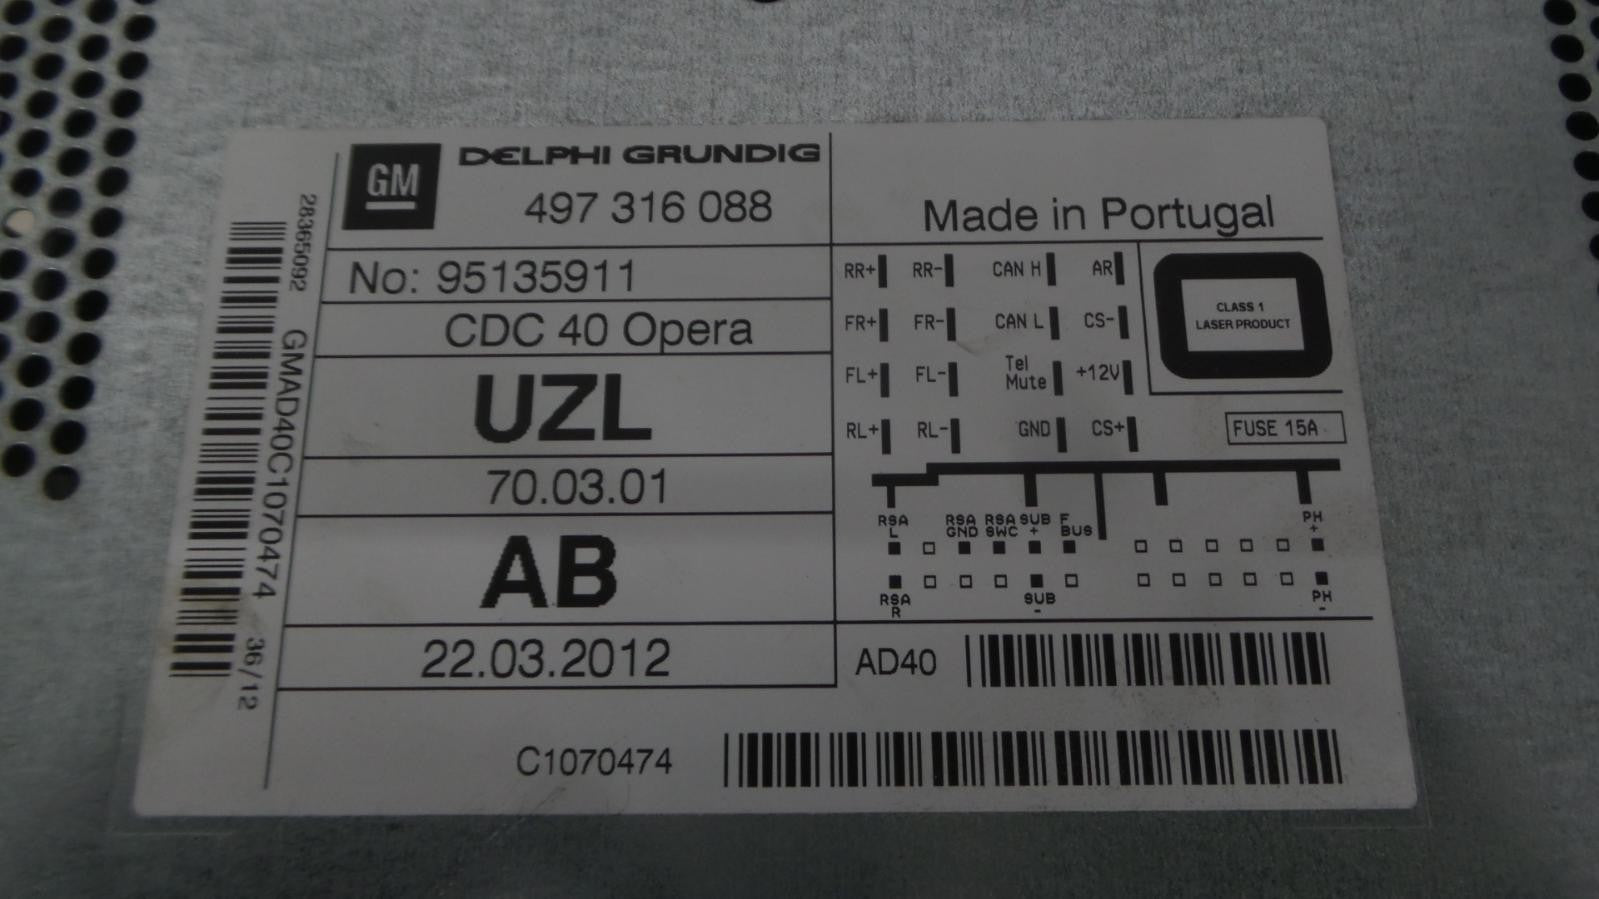 GM
DELPHI GRUNDIG
497 316 088
Made in Portugal
No: 95135911
CDC 40 Opera
UZL
70.03.01
AB
22.03.2012
28365092 GMAD40C1070474 36/12
RR+ RR- CAN H AR
FR+ FR- CAN L CS-
FL+ FL- Tel Mute +12V
RL+ RL- GND CS+
CLASS 1
LASER PRODUCT
FUSE 15A
RSA L RSA GND RSA SWC SUB + F BUS PH +
RSA R SUB - PH -
AD40
C1070474